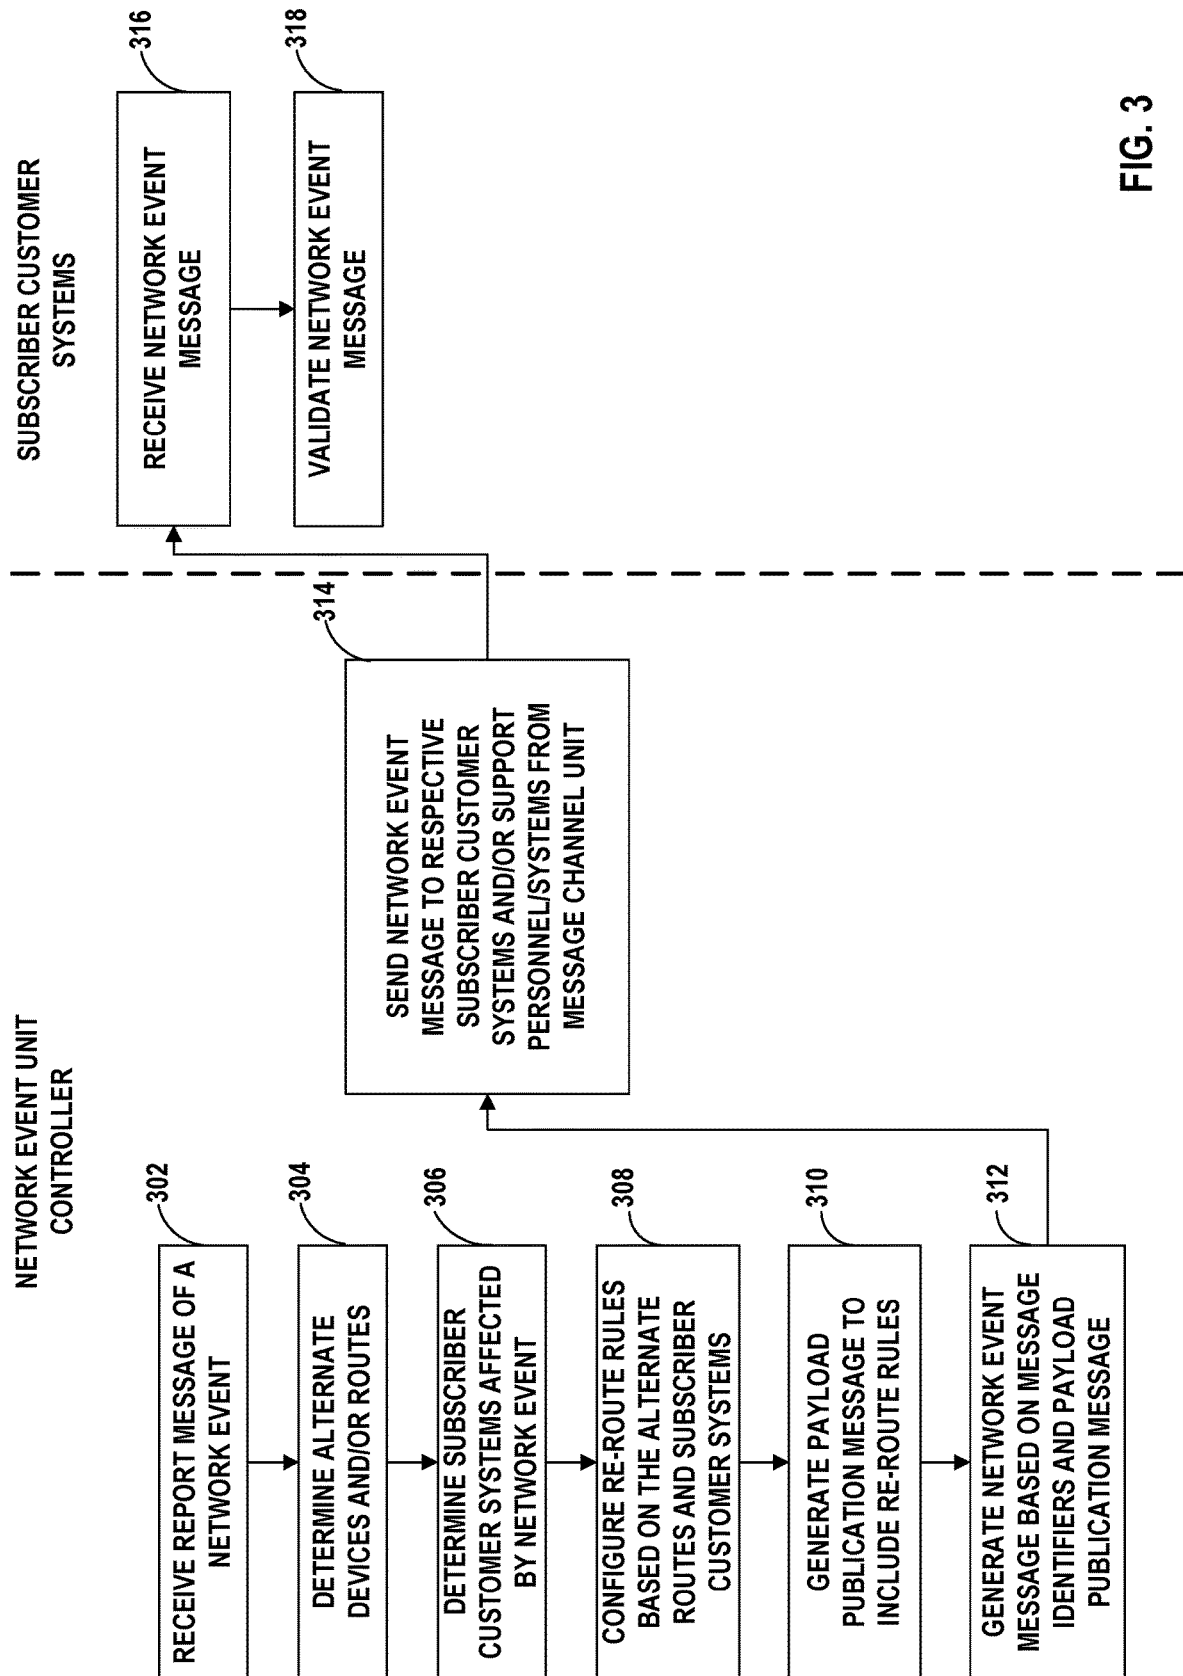 NETWORK EVENT UNIT
CONTROLLER
302
RECEIVE REPORT MESSAGE OF A
NETWORK EVENT
304
DETERMINE ALTERNATE
DEVICES AND/OR ROUTES
306
DETERMINE SUBSCRIBER
CUSTOMER SYSTEMS AFFECTED
BY NETWORK EVENT
308
CONFIGURE RE-ROUTE RULES
BASED ON THE ALTERNATE
ROUTES AND SUBSCRIBER
CUSTOMER SYSTEMS
310
GENERATE PAYLOAD
PUBLICATION MESSAGE TO
INCLUDE RE-ROUTE RULES
312
GENERATE NETWORK EVENT
MESSAGE BASED ON MESSAGE
IDENTIFIERS AND PAYLOAD
PUBLICATION MESSAGE
314
SEND NETWORK EVENT
MESSAGE TO RESPECTIVE
SUBSCRIBER CUSTOMER
SYSTEMS AND/OR SUPPORT
PERSONNEL/SYSTEMS FROM
MESSAGE CHANNEL UNIT
SUBSCRIBER CUSTOMER
SYSTEMS
316
RECEIVE NETWORK EVENT
MESSAGE
318
VALIDATE NETWORK EVENT
MESSAGE
FIG. 3